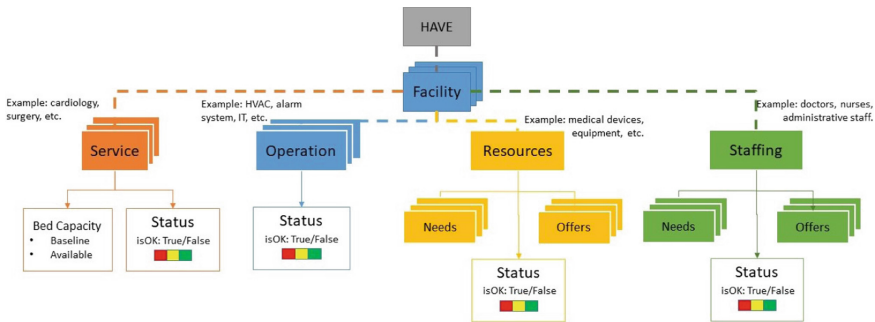 HAVE
Facility
Example: cardiology,
surgery, etc.
Example: HVAC, alarm
system, IT, etc.
Example: medical devices,
equipment, etc.
Example: doctors, nurses,
administrative staff.
Service
Operation
Resources
Staffing
Bed Capacity
• Baseline
• Available
Status
isOK: True/False
Status
isOK: True/False
Needs
Offers
Status
isOK: True/False
Needs
Offers
Status
isOK: True/False